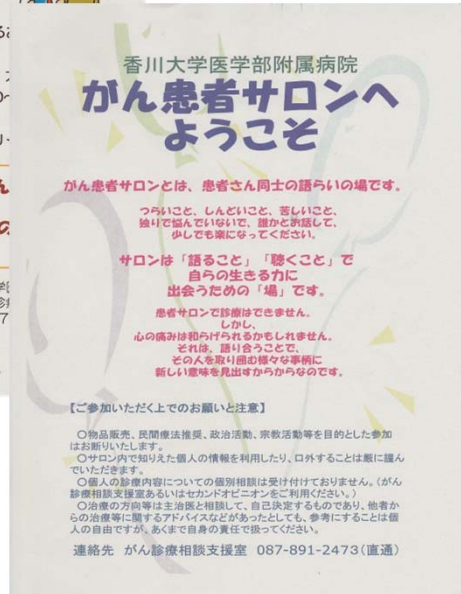 香川大学医学部附属病院
がん患者サロンへ
ようこそ
がん患者サロンとは、患者さん同士の語らいの場です。
つらいこと、しんどいこと、苦しいこと、
独りで悩んでいないで、誰かとお話して、
少しでも楽になってください。
サロンは「語ること」「聴くこと」で
自らの生きる力に
出会うための「場」です。
患者サロンで診療はできません。
しかし、
心の痛みは和らげられるかもしれません。
それは、語り合うことで、
その人を取り囲む様々な事柄に
新しい意味を見出すからからなのです。
【ご参加いただく上でのお願いと注意】
○物品販売、民間療法推奨、政治活動、宗教活動等を目的とした参加
はお断りいたします。
○サロン内で知りえた個人の情報を利用したり、口外することは厳に謹ん
でいただきます。
○個人の診療内容についての個別相談は受け付けておりません。（がん
診療相談支援室あるいはセカンドオピニオンをご利用ください。）
○治療の方向等は主治医と相談して、自己決定するものであり、他者か
らの治療等に関するアドバイスなどがあったとしても、参考にすることは個
人の自由ですが、あくまで自身の責任で扱ってください。
連絡先 がん診療相談支援室 087-891-2473（直通）